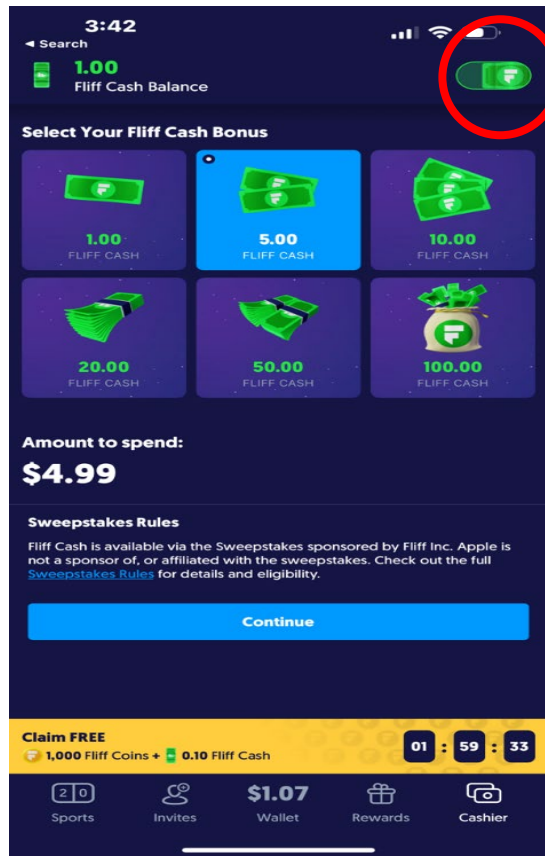 3:42
◄ Search
1.00
Fliff Cash Balance
Select Your Fliff Cash Bonus
1.00
FLIFF CASH
5.00
FLIFF CASH
10.00
FLIFF CASH
20.00
FLIFF CASH
50.00
FLIFF CASH
100.00
FLIFF CASH
Amount to spend:
$4.99
Sweepstakes Rules
Fliff Cash is available via the Sweepstakes sponsored by Fliff Inc. Apple is
not a sponsor of, or affiliated with the sweepstakes. Check out the full
Sweepstakes Rules for details and eligibility.
Continue
Claim FREE
1,000 Fliff Coins + 0.10 Fliff Cash
01 : 59 : 33
2 0
$1.07
Sports
Invites
Wallet
Rewards
Cashier